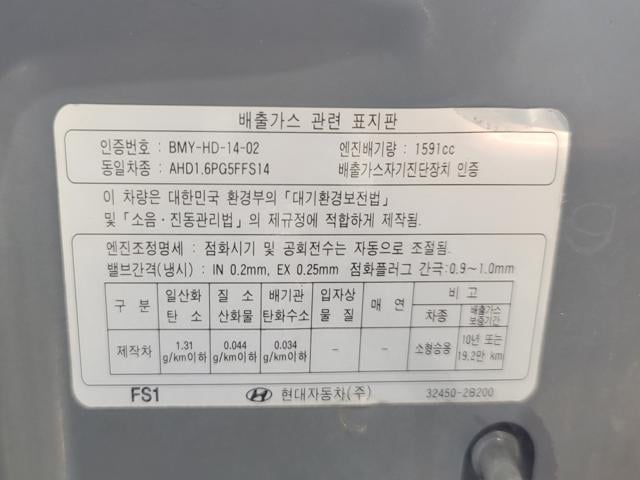 배출가스 관련 표지판
인증번호 : BMY-HD-14-02 엔진배기량 : 1591cc
동일차종 : AHD1.6PG5FFS14 배출가스자기진단장치 인증
이 차량은 대한민국 환경부의 「대기환경보전법」
및 「소음·진동관리법」의 제규정에 적합하게 제작됨.
엔진조정명세 : 점화시기 및 공회전수는 자동으로 조절됨.
밸브간격(냉시) : IN 0.2mm, EX 0.25mm 점화플러그 간극:0.9~1.0mm
구 분 일산화탄 소 질 소산화물 배기관탄화수소 입자상물 질 매 연 비 고
차종 배출가스보증기간
제작차 1.31 g/km이하 0.044 g/km이하 0.034 g/km이하 – – 소형승용 10년 또는 19.2만 km
FS1 현대자동차(주) 32450-2B200